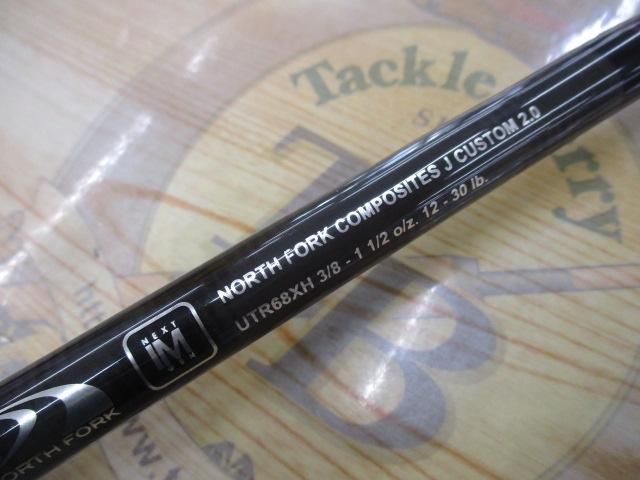 Tackle
NORTH FORK COMPOSITES J CUSTOM 2.0
UTR68XH 3/8 - 1 1/2 o/z. 12 - 30 lb.
NEXT
IM
NORTH FORK